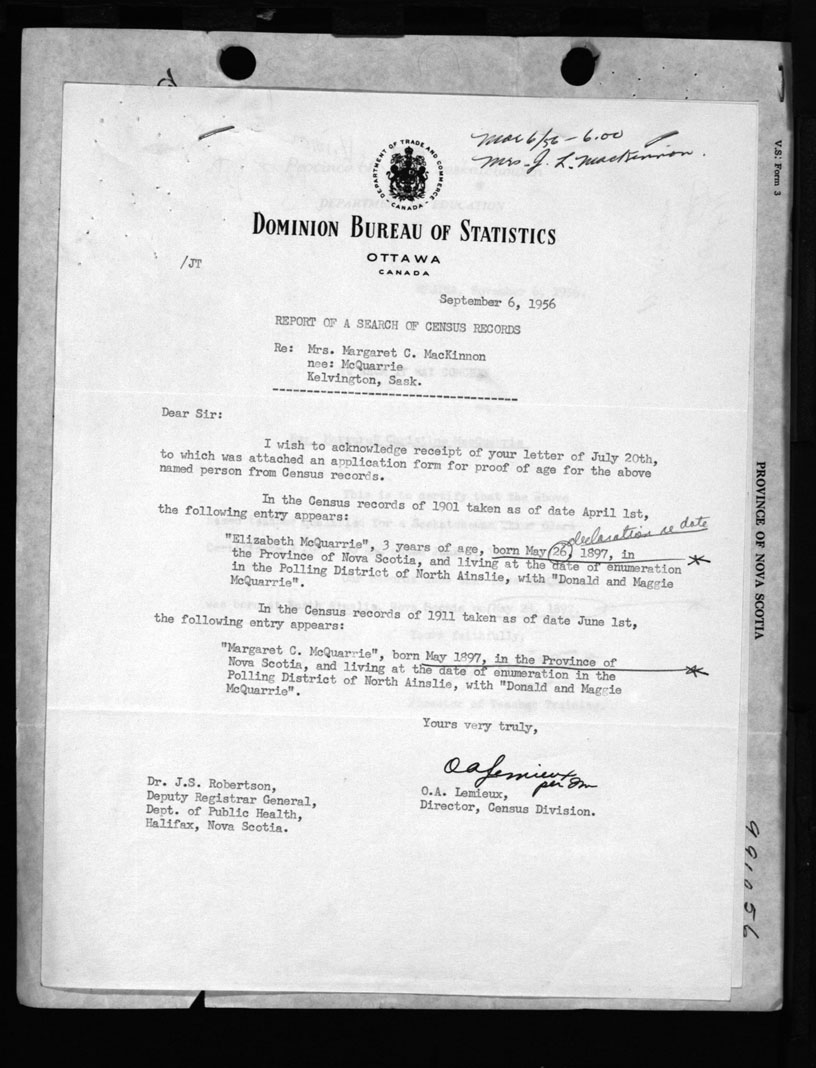 Mar 6/56 - 6.00
Mrs. J. L. MacKinnon.
DEPARTMENT OF TRADE AND COMMERCE
CANADA
DOMINION BUREAU OF STATISTICS
OTTAWA
CANADA
/JT
September 6, 1956
REPORT OF A SEARCH OF CENSUS RECORDS
Re: Mrs. Margaret C. MacKinnon
nee: McQuarrie
Kelvington, Sask.
Dear Sir:
I wish to acknowledge receipt of your letter of July 20th,
to which was attached an application form for proof of age for the above
named person from Census records.
In the Census records of 1901 taken as of date April 1st,
the following entry appears:
declaration re date
"Elizabeth McQuarrie", 3 years of age, born May 26, 1897, in
the Province of Nova Scotia, and living at the date of enumeration
in the Polling District of North Ainslie, with "Donald and Maggie
McQuarrie".
In the Census records of 1911 taken as of date June 1st,
the following entry appears:
"Margaret C. McQuarrie", born May 1897, in the Province of
Nova Scotia, and living at the date of enumeration in the
Polling District of North Ainslie, with "Donald and Maggie
McQuarrie".
Yours very truly,
O A Lemieux
per
O.A. Lemieux,
Director, Census Division.
Dr. J.S. Robertson,
Deputy Registrar General,
Dept. of Public Health,
Halifax, Nova Scotia.
V.S. Form 3
PROVINCE OF NOVA SCOTIA
991056